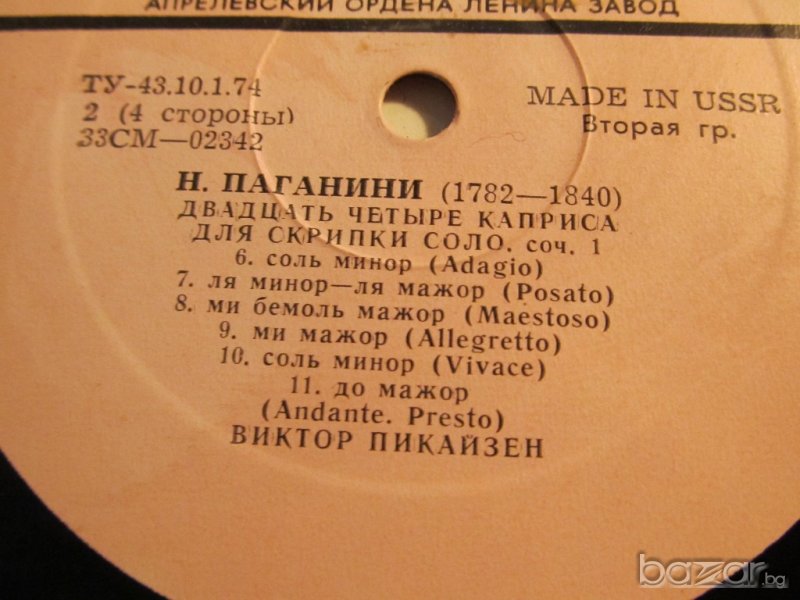 АПРЕЛЕВСКИЙ ОРДЕНА ЛЕНИНА ЗАВОД
ТУ-43.10.1.74
2 (4 стороны)
33СМ—02342
MADE IN USSR
Вторая гр.
Н. ПАГАНИНИ (1782—1840)
ДВАДЦАТЬ ЧЕТЫРЕ КАПРИСА
ДЛЯ СКРИПКИ СОЛО, соч. 1
6. соль минор (Adagio)
7. ля минор—ля мажор (Posato)
8. ми бемоль мажор (Maestoso)
9. ми мажор (Allegretto)
10. соль минор (Vivace)
11. до мажор
(Andante. Presto)
ВИКТОР ПИКАЙЗЕН
bazar.bg